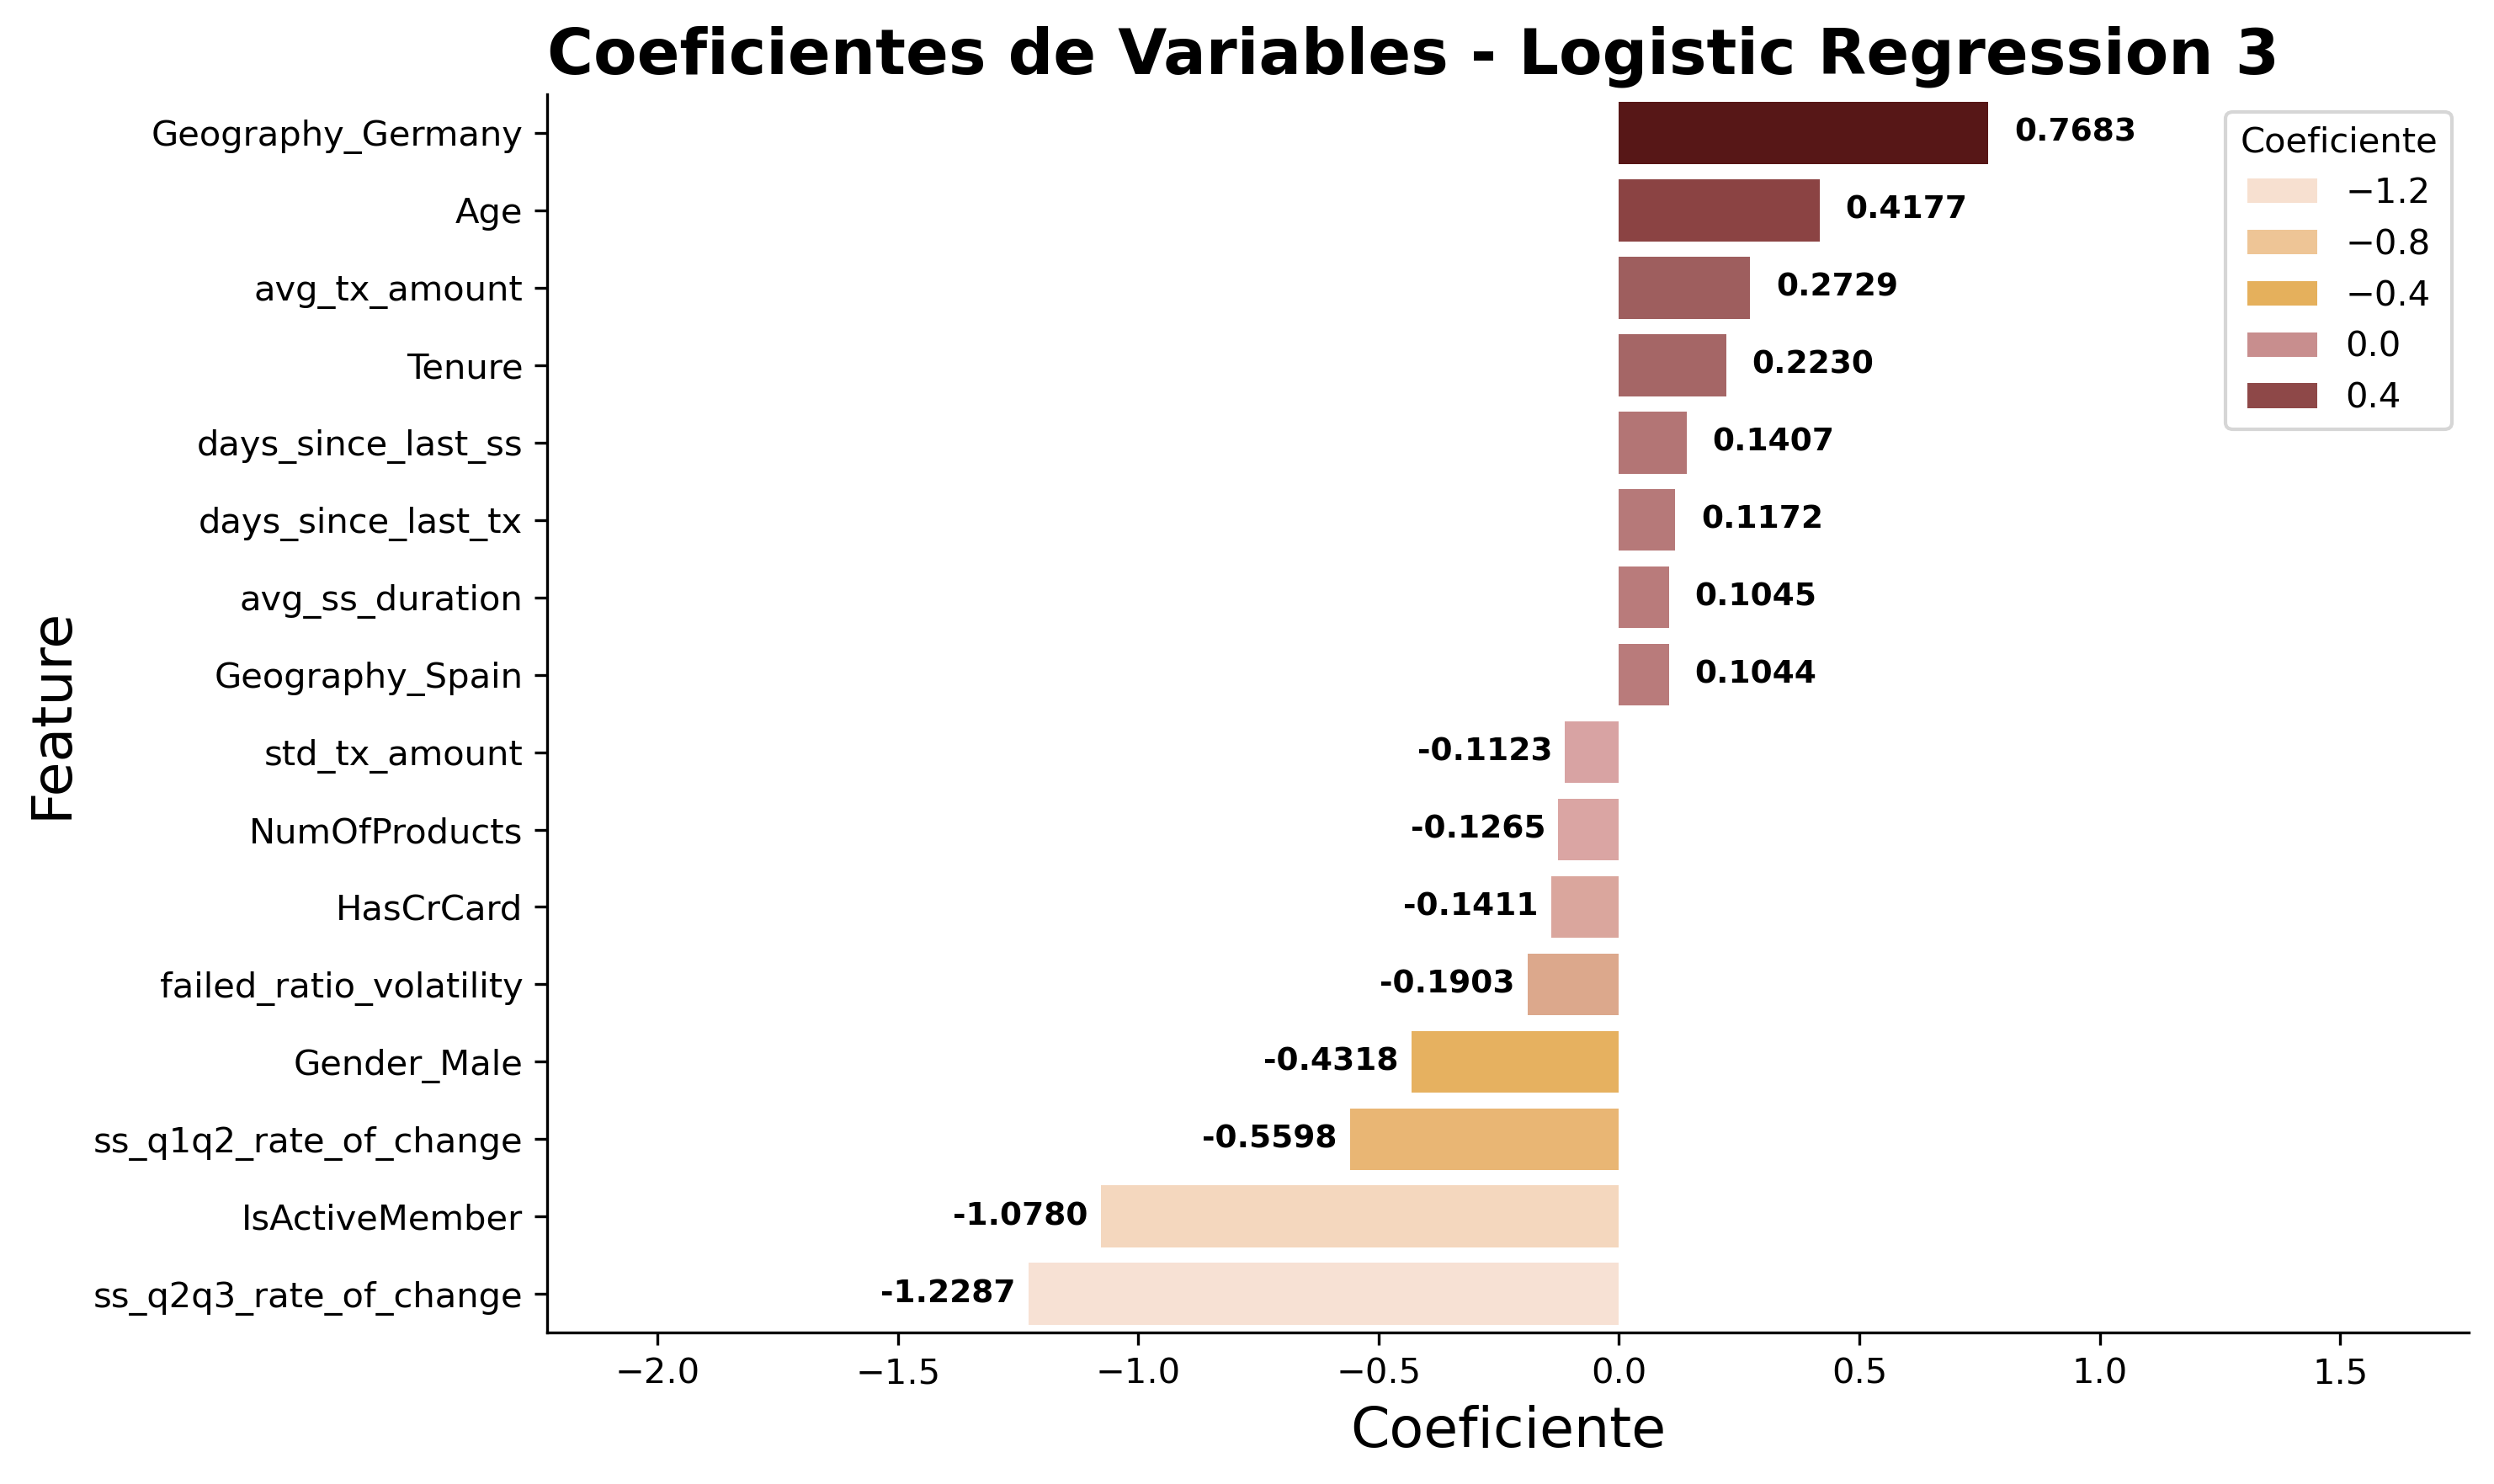 Coeficientes de Variables - Logistic Regression 3
Geography_Germany 0.7683
Age 0.4177
avg_tx_amount 0.2729
Tenure 0.2230
days_since_last_ss 0.1407
days_since_last_tx 0.1172
avg_ss_duration 0.1045
Geography_Spain 0.1044
std_tx_amount -0.1123
NumOfProducts -0.1265
HasCrCard -0.1411
failed_ratio_volatility -0.1903
Gender_Male -0.4318
ss_q1q2_rate_of_change -0.5598
IsActiveMember -1.0780
ss_q2q3_rate_of_change -1.2287
Feature
−2.0 −1.5 −1.0 −0.5 0.0 0.5 1.0 1.5
Coeficiente
Coeficiente
−1.2
−0.8
−0.4
0.0
0.4